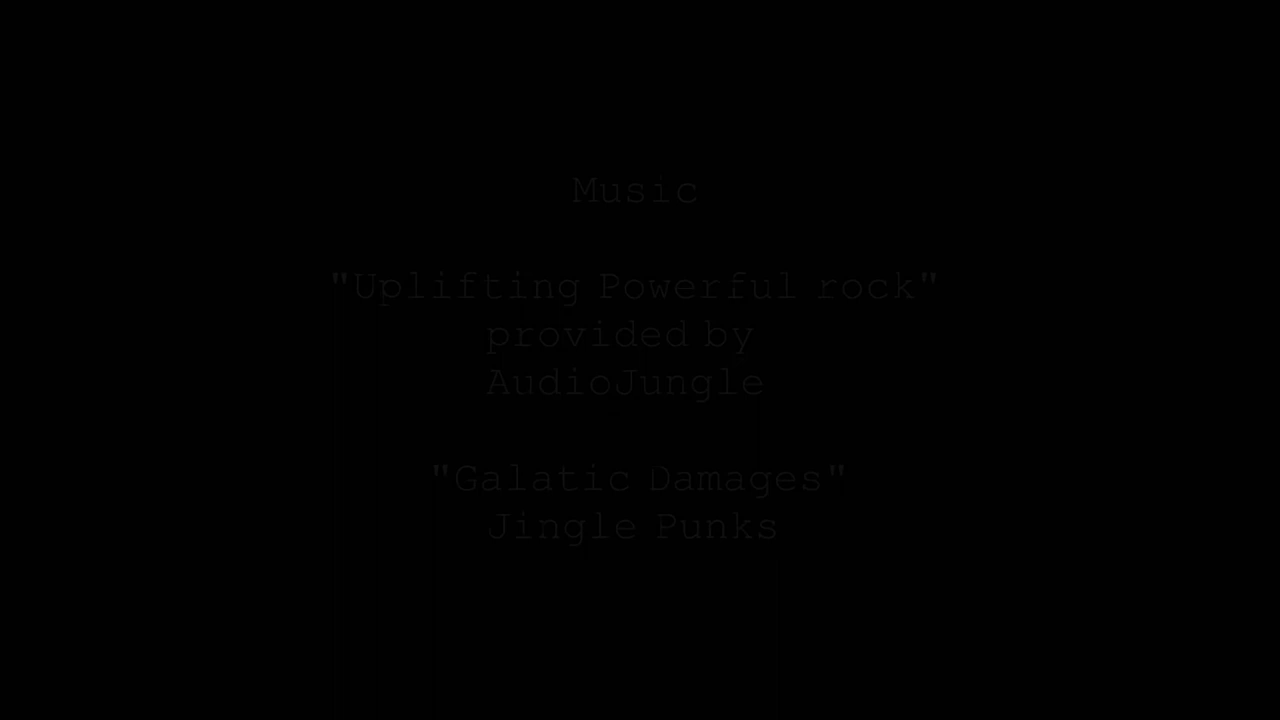 Music
"Uplifting Powerful rock"
provided by
AudioJungle
"Galatic Damages"
Jingle Punks